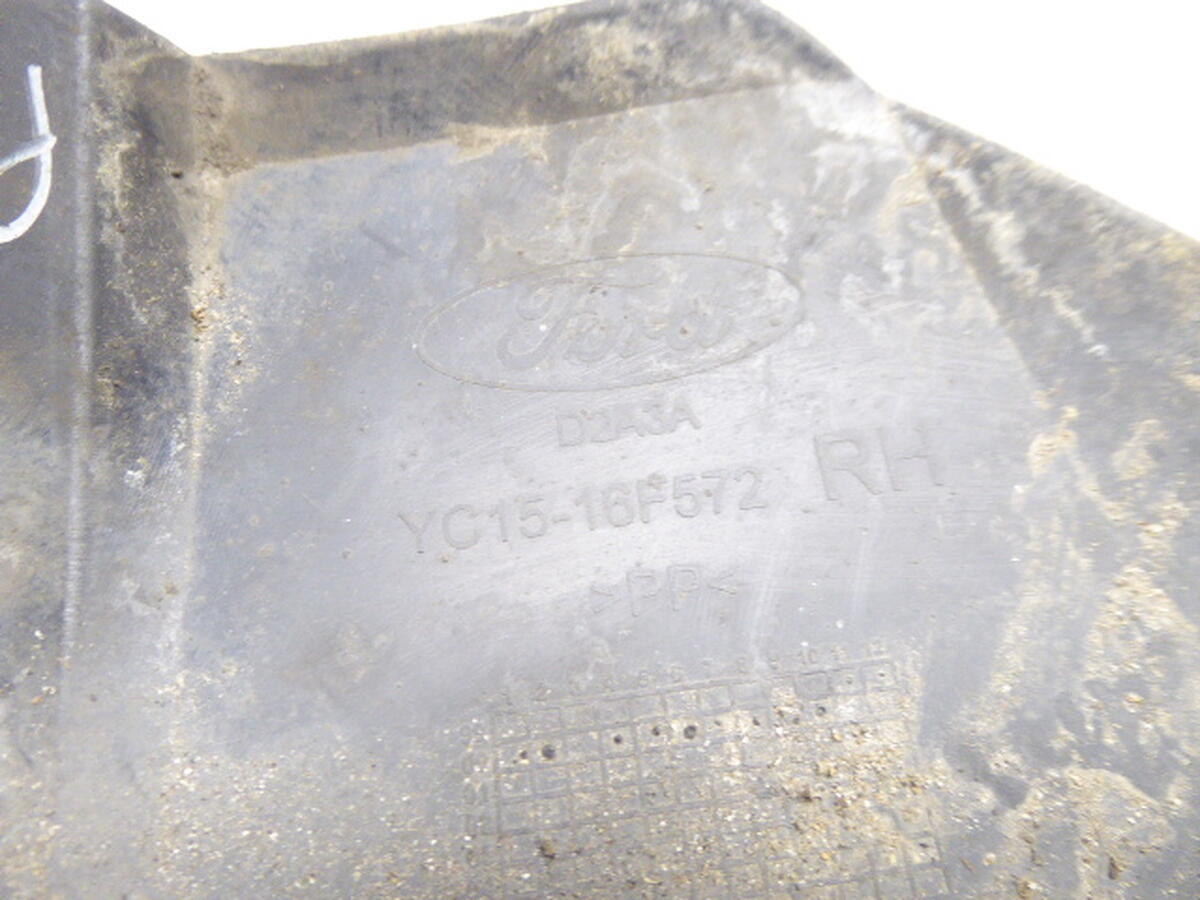 Ford
D2A3A
YC15-16F572 RH
>PP<